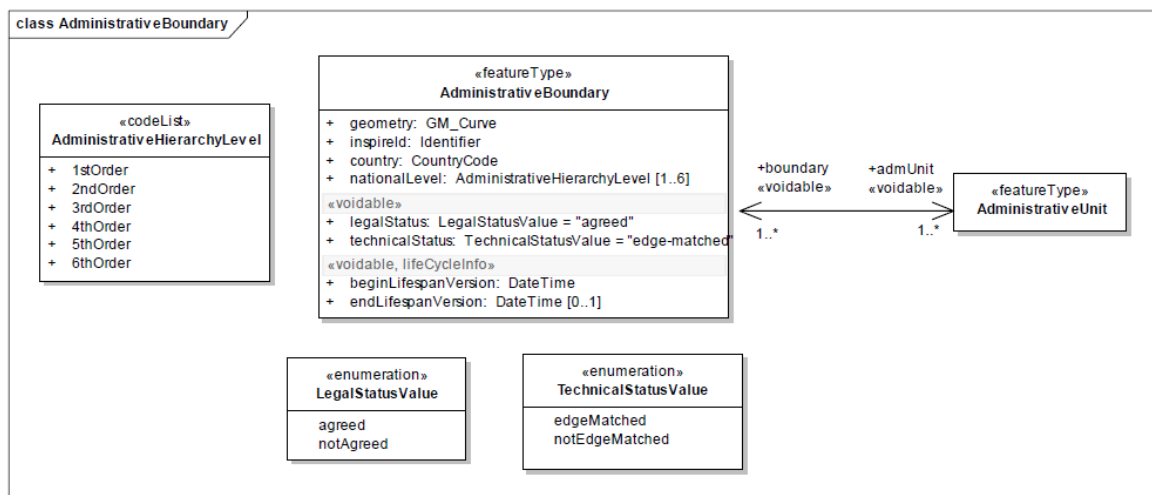 class AdministrativeBoundary
«codeList»
AdministrativeHierarchyLevel
+ 1stOrder
+ 2ndOrder
+ 3rdOrder
+ 4thOrder
+ 5thOrder
+ 6thOrder
«featureType»
AdministrativeBoundary
+ geometry: GM_Curve
+ inspireId: Identifier
+ country: CountryCode
+ nationalLevel: AdministrativeHierarchyLevel [1..6]
«voidable»
+ legalStatus: LegalStatusValue = "agreed"
+ technicalStatus: TechnicalStatusValue = "edge-matched"
«voidable, lifeCycleInfo»
+ beginLifespanVersion: DateTime
+ endLifespanVersion: DateTime [0..1]
+boundary
«voidable»
1..*
+admUnit
«voidable»
1..*
«featureType»
AdministrativeUnit
«enumeration»
LegalStatusValue
agreed
notAgreed
«enumeration»
TechnicalStatusValue
edgeMatched
notEdgeMatched